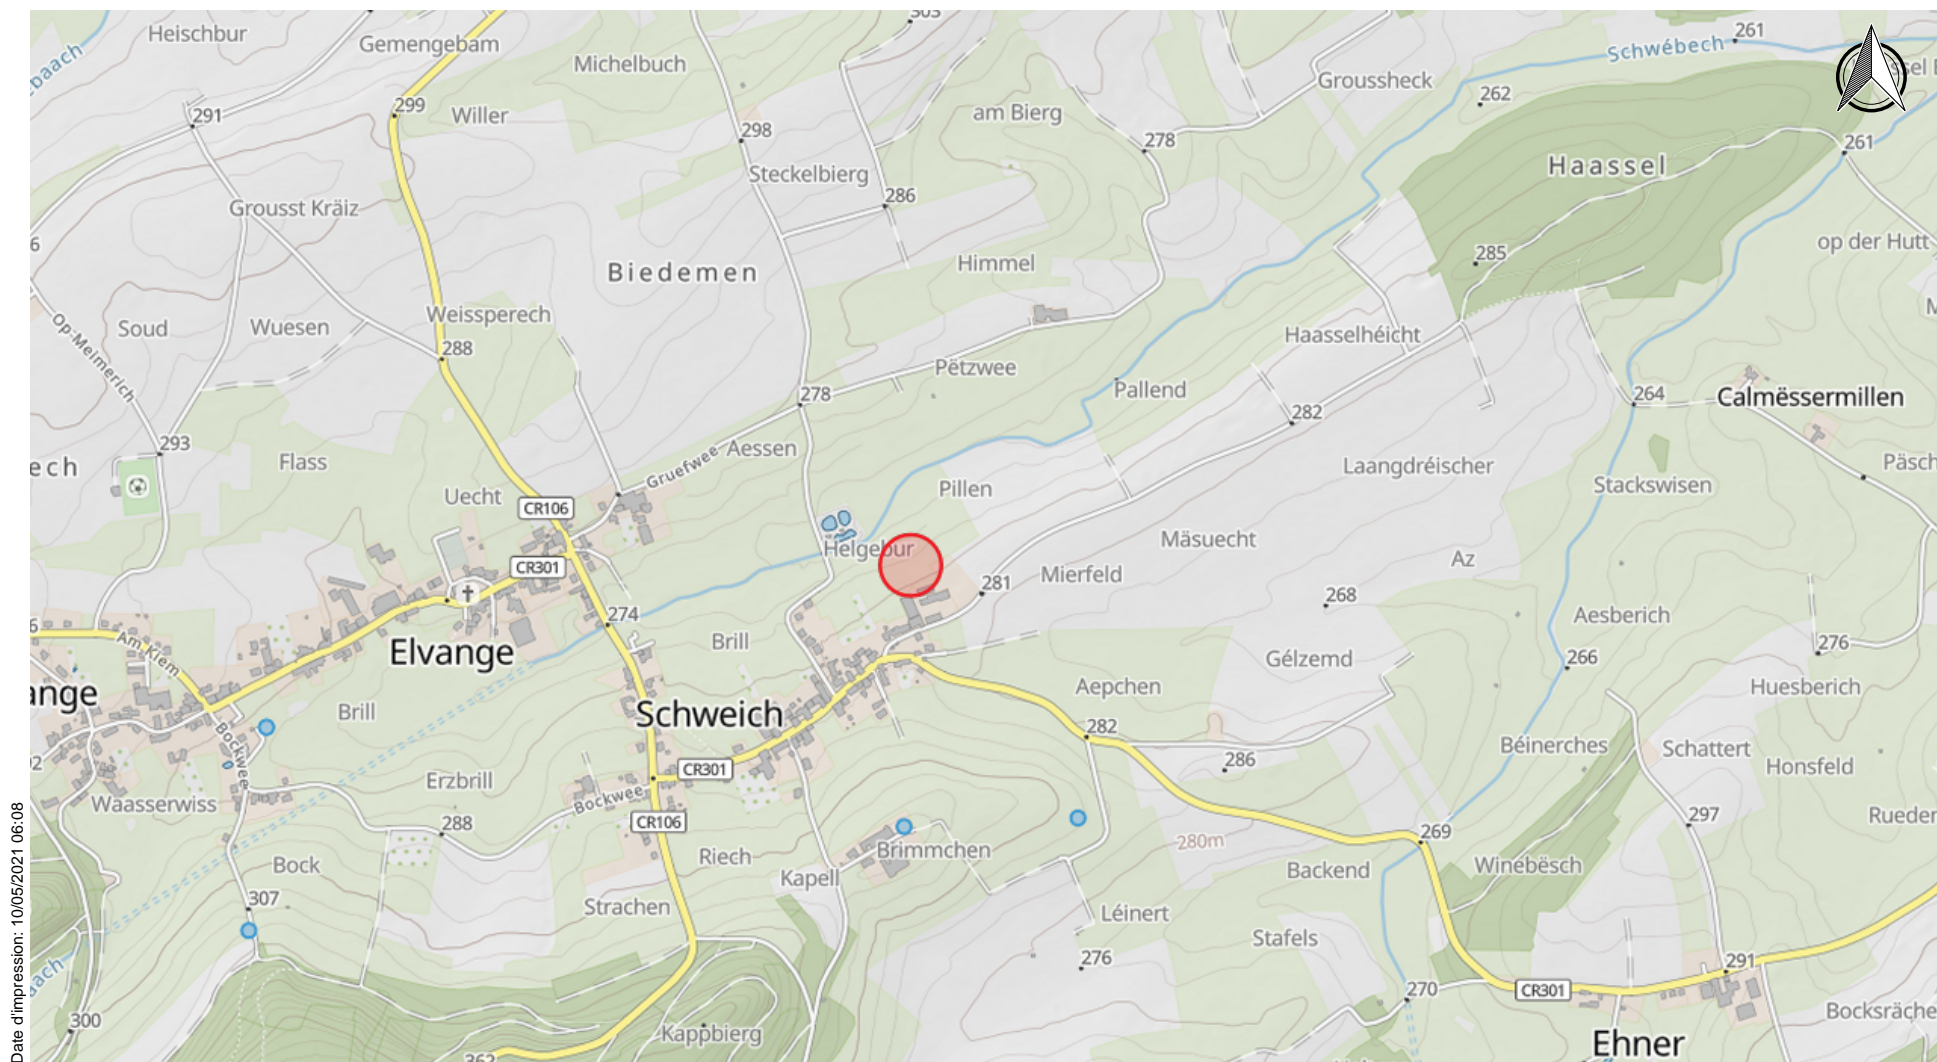 303
Heischbur
Gemengebam
Michelbuch
261
Schwébech
Groussheck
262
299
291
Willer
am Bierg
298
278
261
Haassel
Steckelbierg
286
Grousst Kräiz
op der Hutt
285
Himmel
Biedemen
Weissperech
Soud
Wuesen
Op-Meimerich
Haasselhéicht
288
Pëtzwee
Pallend
278
264
Calmëssermillen
282
293
Aessen
Gruefwee
Flass
ech
Laangdréischer
Päsch
Uecht
Pillen
Stackswisen
CR106
Helgebur
Mäsuecht
Az
CR301
281
Mierfeld
268
274
Aesberich
Am Kiem
Elvange
Brill
276
Gélzemd
266
ange
Aepchen
Huesberich
Brill
Schweich
282
Bockwee
Béinerches
Schattert
286
Honsfeld
CR301
Erzbrill
Bockwee
Waasserwiss
288
CR106
297
Rueder
269
280m
Riech
Brimmchen
Bock
Kapell
Backend
Winebësch
307
Strachen
Léinert
Stafels
276
291
270
CR301
300
Kappbierg
Bocksräche
Ehner
362
Date d'impression: 10/05/2021 06:08